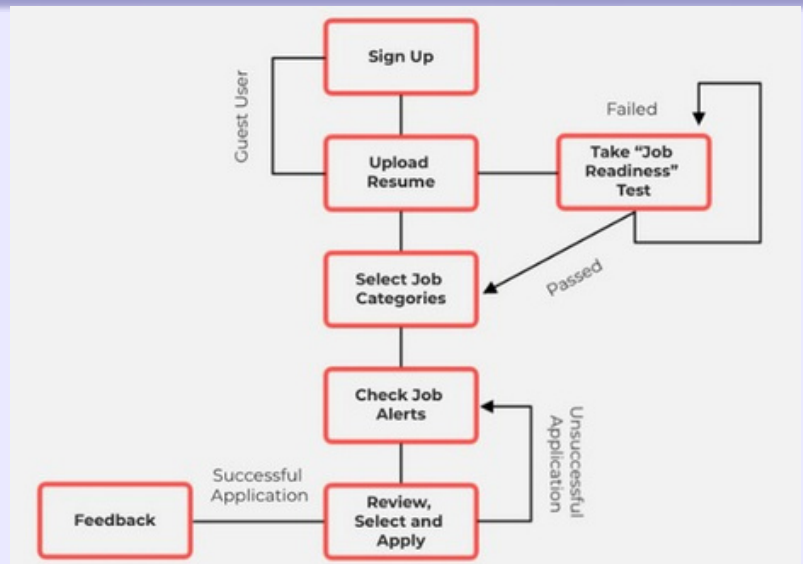 Sign Up
Guest User
Failed
Upload
Resume
Take “Job
Readiness”
Test
Select Job
Categories
Passed
Check Job
Alerts
Unsuccessful
Application
Successful
Application
Feedback
Review,
Select and
Apply